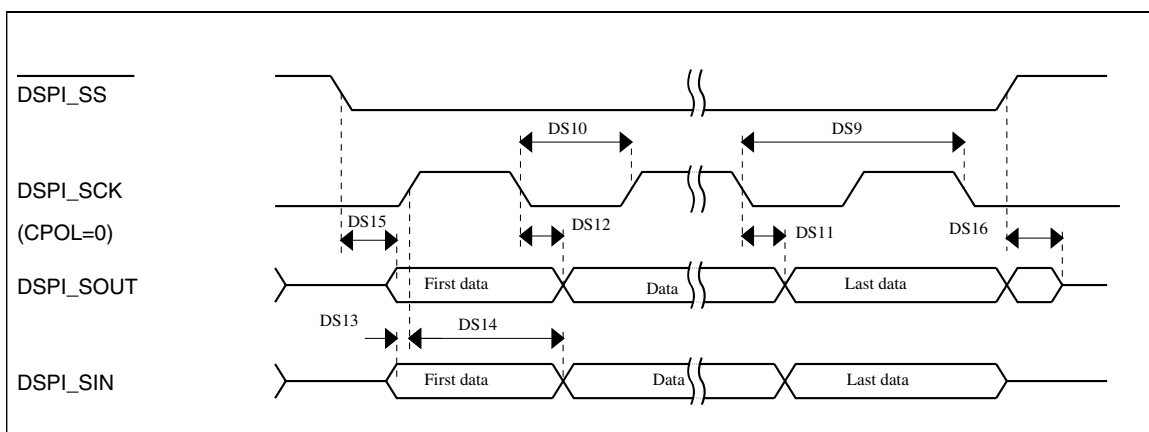 DSPI_SS
DS10
DS9
DSPI_SCK
(CPOL=0)
DS15
DS12
DS11
DS16
DSPI_SOUT
First data
Data
Last data
DS13
DS14
DSPI_SIN
First data
Data
Last data